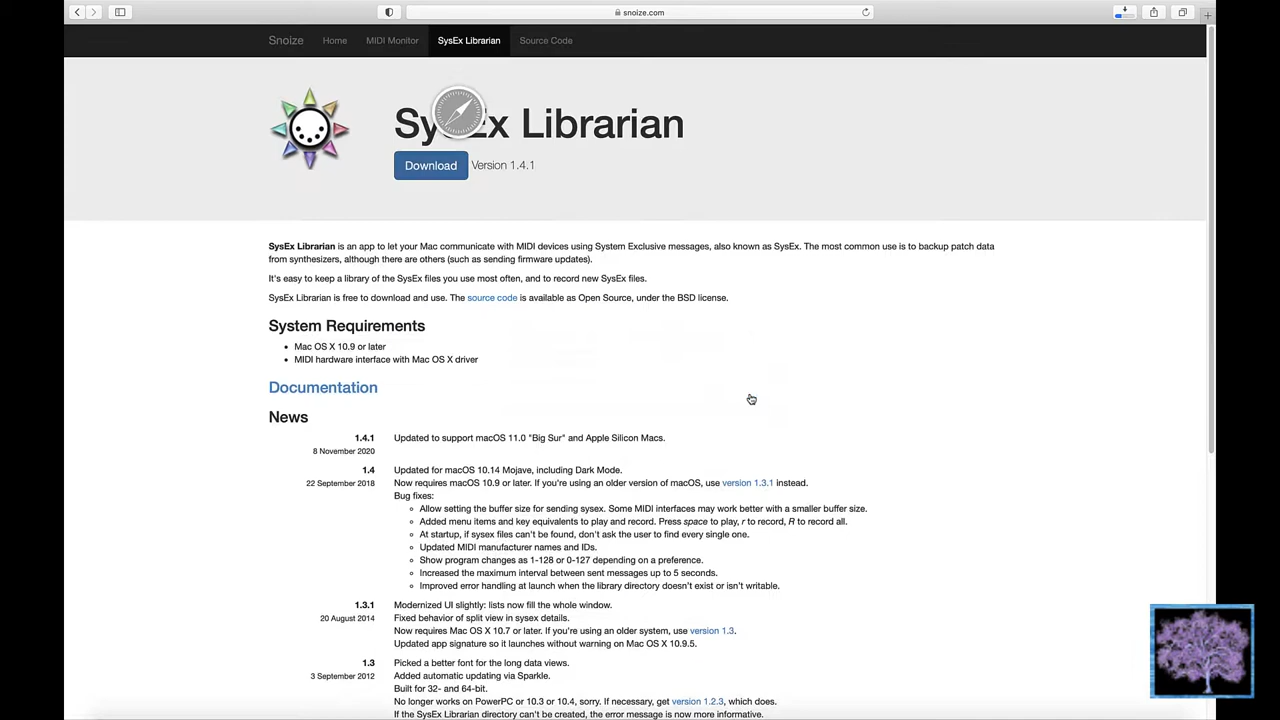 snoize.com
Snoize Home MIDI Monitor SysEx Librarian Source Code
SysEx Librarian
Download Version 1.4.1
SysEx Librarian is an app to let your Mac communicate with MIDI devices using System Exclusive messages, also known as SysEx. The most common use is to backup patch data
from synthesizers, although there are others (such as sending firmware updates).
It's easy to keep a library of the SysEx files you use most often, and to record new SysEx files.
SysEx Librarian is free to download and use. The source code is available as Open Source, under the BSD license.
System Requirements
• Mac OS X 10.9 or later
• MIDI hardware interface with Mac OS X driver
Documentation
News
1.4.1 Updated to support macOS 11.0 "Big Sur" and Apple Silicon Macs.
8 November 2020
1.4 Updated for macOS 10.14 Mojave, including Dark Mode.
22 September 2018 Now requires macOS 10.9 or later. If you're using an older version of macOS, use version 1.3.1 instead.
Bug fixes:
Allow setting the buffer size for sending sysex. Some MIDI interfaces may work better with a smaller buffer size.
Added menu items and key equivalents to play and record. Press space to play, r to record, R to record all.
At startup, if sysex files can't be found, don't ask the user to find every single one.
Updated MIDI manufacturer names and IDs.
Show program changes as 1-128 or 0-127 depending on a preference.
Increased the maximum interval between sent messages up to 5 seconds.
Improved error handling at launch when the library directory doesn't exist or isn't writable.
1.3.1 Modernized UI slightly: lists now fill the whole window.
20 August 2014 Fixed behavior of split view in sysex details.
Now requires Mac OS X 10.7 or later. If you're using an older system, use version 1.3.
Updated app signature so it launches without warning on Mac OS X 10.9.5.
1.3 Picked a better font for the long data views.
3 September 2012 Added automatic updating via Sparkle.
Built for 32- and 64-bit.
No longer works on PowerPC or 10.3 or 10.4, sorry. If necessary, get version 1.2.3, which does.
If the SysEx Librarian directory can't be created, the error message is now more informative.